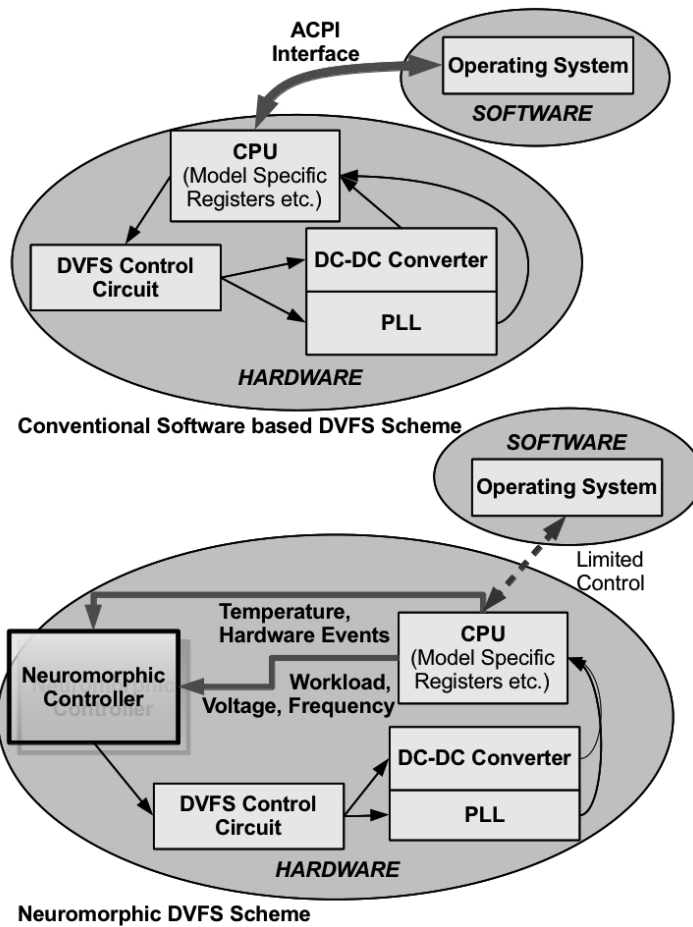 ACPI
Interface
Operating System
SOFTWARE
CPU
(Model Specific
Registers etc.)
DVFS Control
Circuit
DC-DC Converter
PLL
HARDWARE
Conventional Software based DVFS Scheme
SOFTWARE
Operating System
Limited
Control
Temperature,
Hardware Events
CPU
(Model Specific
Registers etc.)
Neuromorphic
Controller
Workload,
Voltage, Frequency
DC-DC Converter
PLL
DVFS Control
Circuit
HARDWARE
Neuromorphic DVFS Scheme